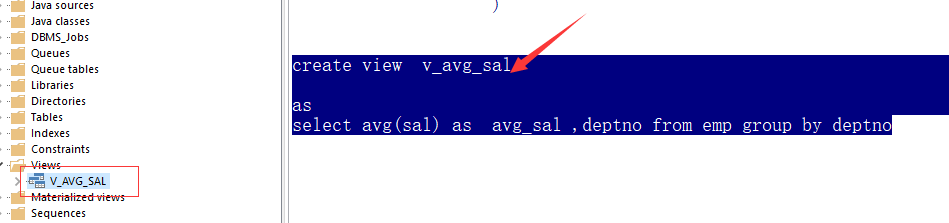 Java sources
Java classes
DBMS_Jobs
Queues
Queue tables
Libraries
Directories
Tables
Indexes
Constraints
Views
V_AVG_SAL
Materialized views
Sequences
)
create view  v_avg_sal
as
select avg(sal) as  avg_sal ,deptno from emp group by deptno